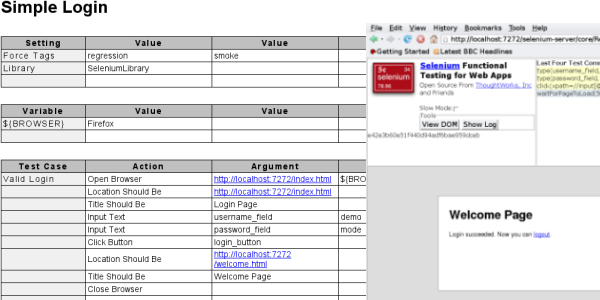 Simple Login
Setting Value Value
Force Tags regression smoke
Library SeleniumLibrary
Variable Value Value
${BROWSER} Firefox
Test Case Action Argument
Valid Login Open Browser http://localhost:7272/index.html ${BRO
Location Should Be http://localhost:7272/index.html
Title Should Be Login Page
Input Text username_field demo
Input Text password_field mode
Click Button login_button
Location Should Be http://localhost:7272
/welcome.html
Title Should Be Welcome Page
Close Browser
File Edit View History Bookmarks Tools Help
http://localhost:7272/selenium-server/core/Re
Getting Started Latest BBC Headlines
Se
selenium
78.96
Selenium Functional
Testing for Web Apps
Open Source From ThoughtWorks, Inc
and Friends
Slow Mode:
Tools
View DOM Show Log
Last Four Test Com
type(username_field,
type(password_field,
click(xpath=//input[
waitForPageToLoad(5
Welcome Page
Login succeeded. Now you can logout.